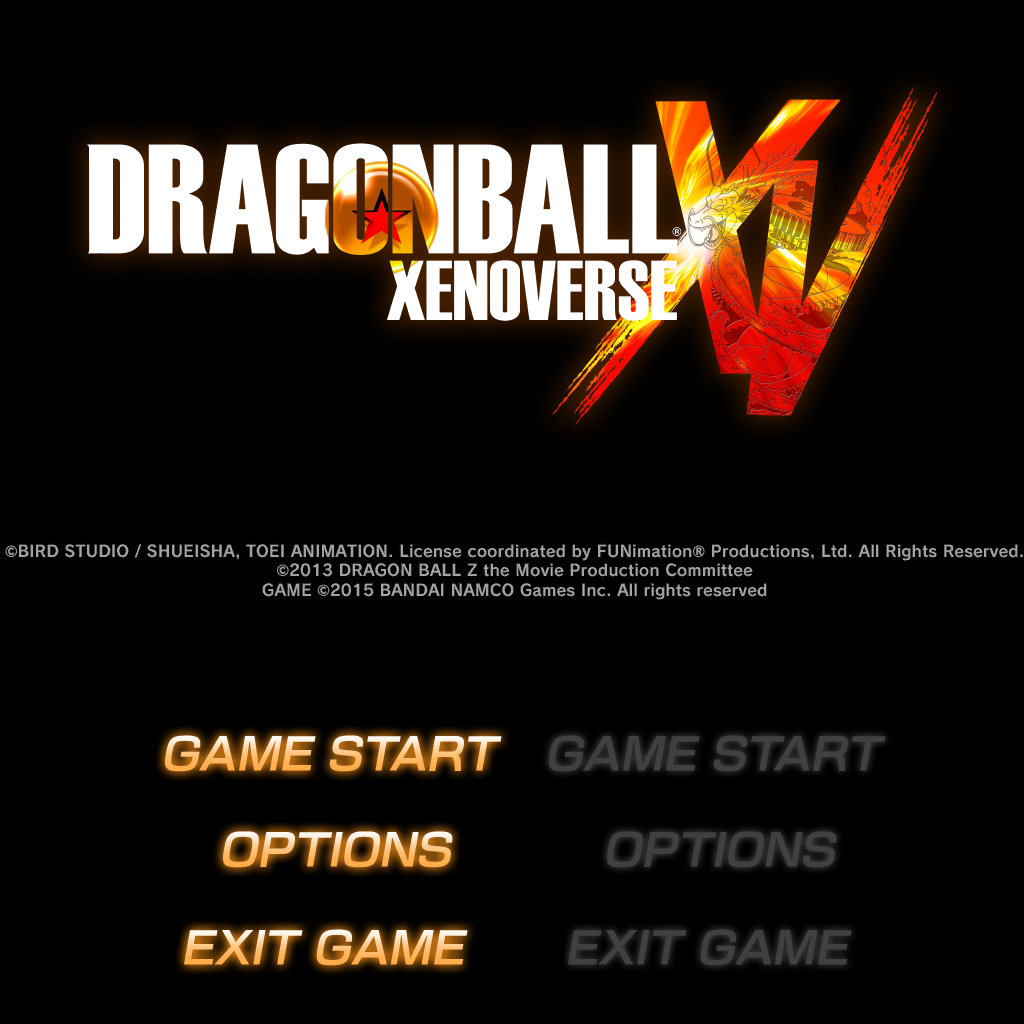 DRAGONBALL®
XENOVERSE
XV
©BIRD STUDIO / SHUEISHA, TOEI ANIMATION. License coordinated by FUNimation® Productions, Ltd. All Rights Reserved.
©2013 DRAGON BALL Z the Movie Production Committee
GAME ©2015 BANDAI NAMCO Games Inc. All rights reserved
GAME START GAME START
OPTIONS OPTIONS
EXIT GAME EXIT GAME